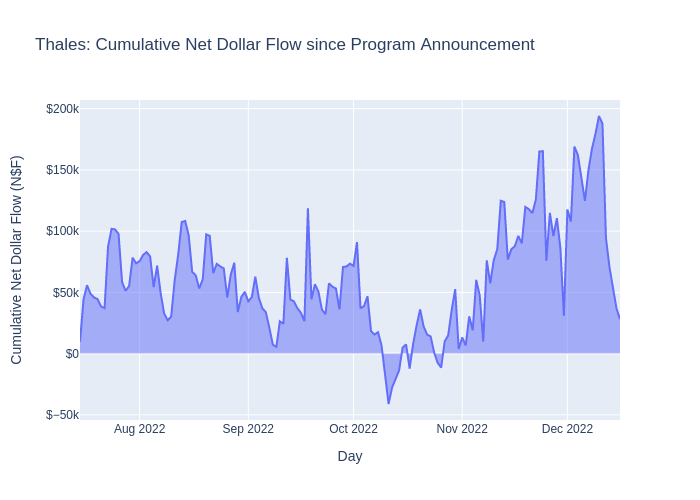 Thales: Cumulative Net Dollar Flow since Program Announcement
Cumulative Net Dollar Flow (N$F)
$200k
$150k
$100k
$50k
$0
$−50k
Aug 2022
Sep 2022
Oct 2022
Nov 2022
Dec 2022
Day